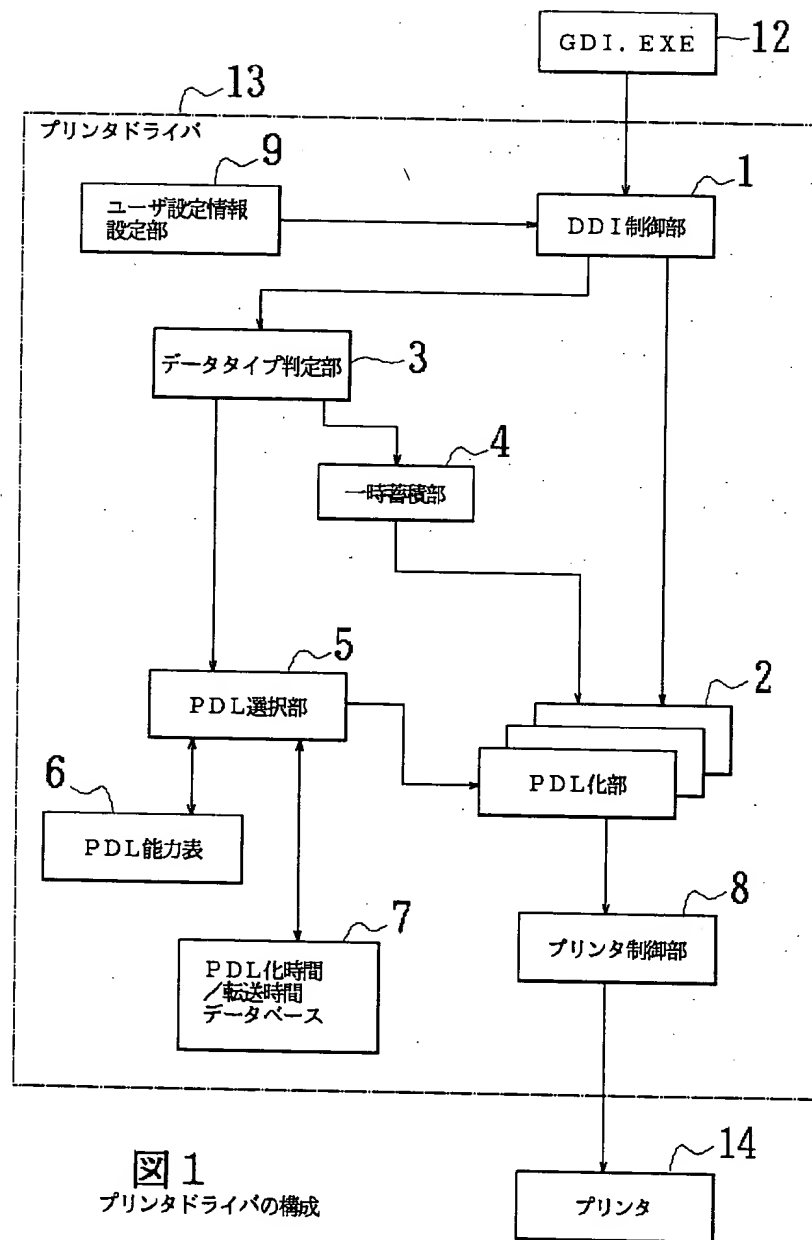 GDI.EXE
12
13
プリンタドライバ
9
ユーザ設定情報
設定部
1
DDI制御部
データタイプ判定部
3
4
一時蓄積部
5
PDL選択部
2
PDL化部
6
PDL能力表
7
PDL化時間
/転送時間
データベース
8
プリンタ制御部
図1
プリンタドライバの構成
14
プリンタ